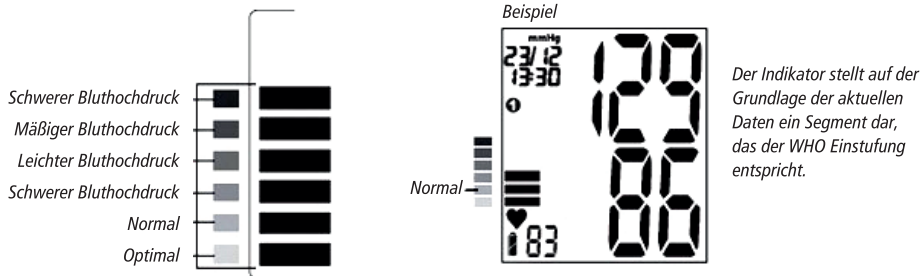 Schwerer Bluthochdruck
Mäßiger Bluthochdruck
Leichter Bluthochdruck
Schwerer Bluthochdruck
Normal
Optimal
Beispiel
mmHg
23/12
13:30
1
129
86
83
Normal
Der Indikator stellt auf der
Grundlage der aktuellen
Daten ein Segment dar,
das der WHO Einstufung
entspricht.